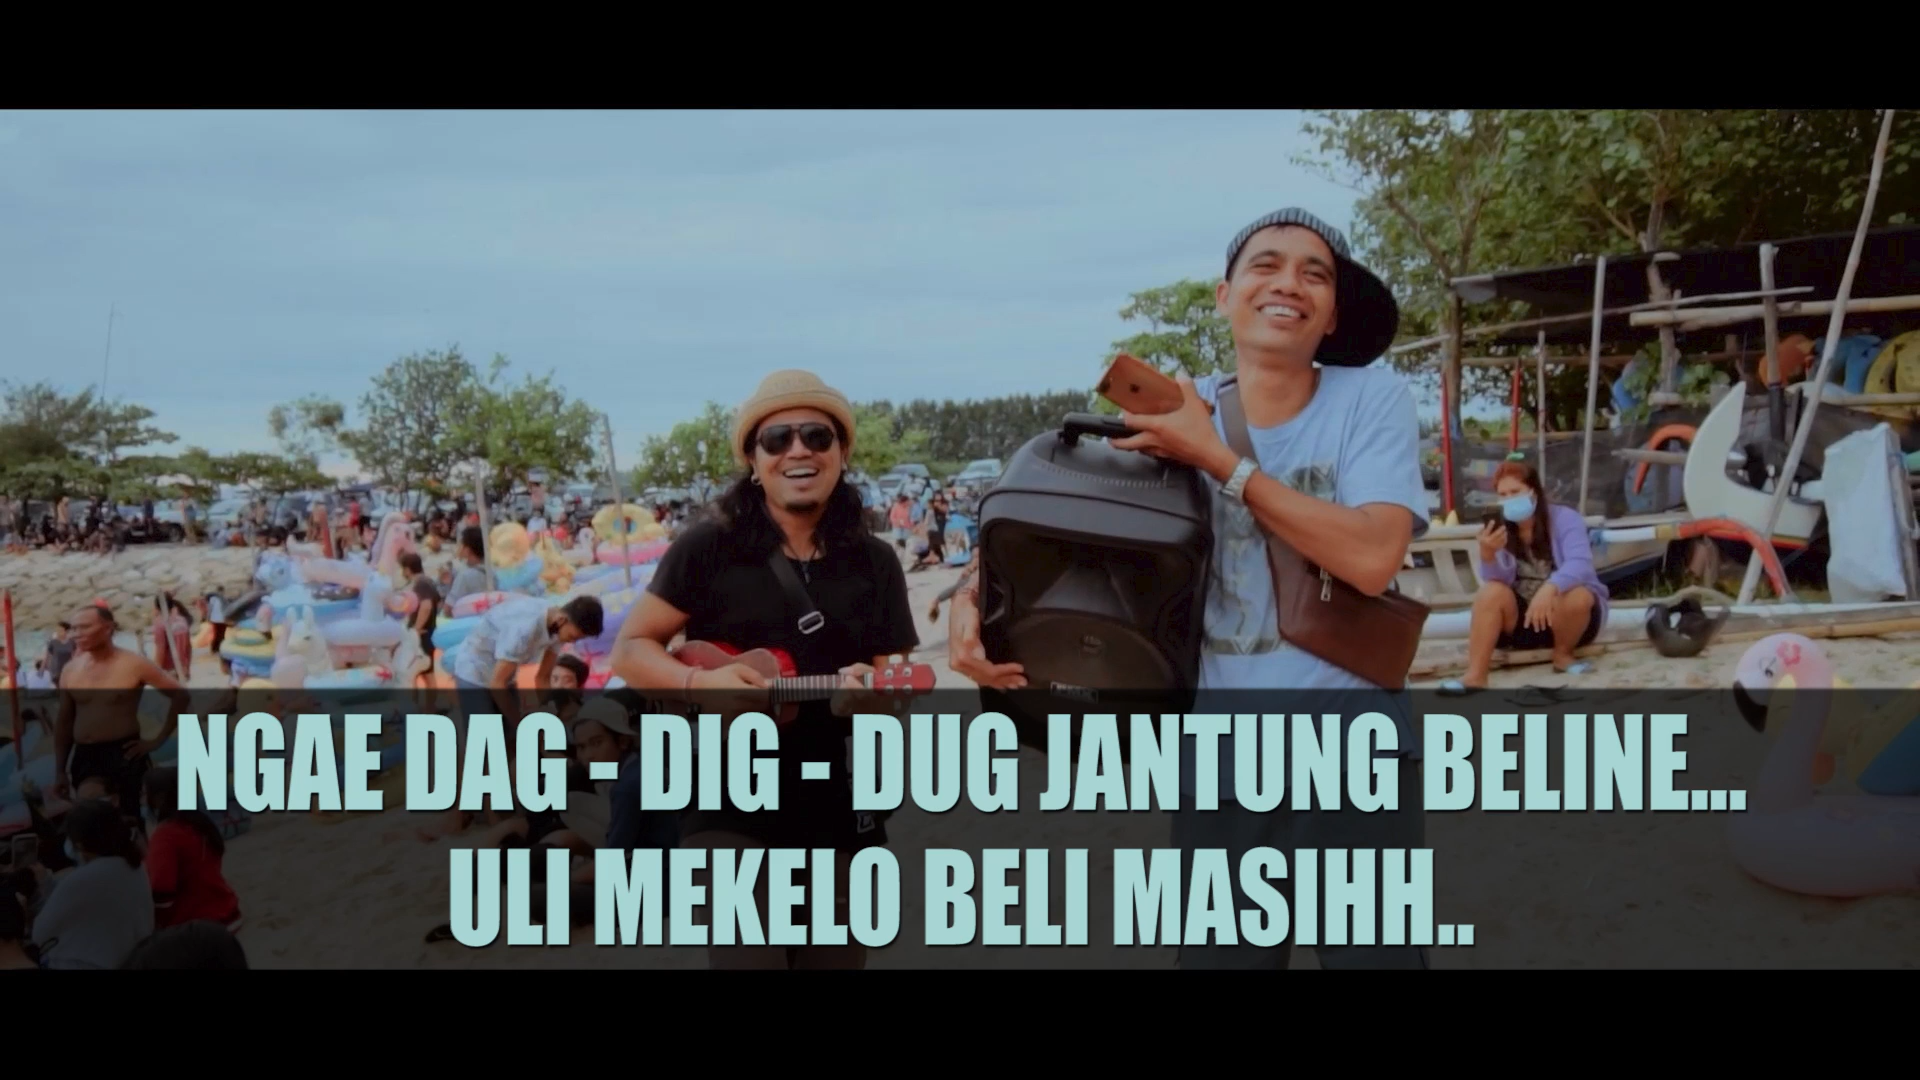 NGAE DAG - DIG - DUG JANTUNG BELINE...
ULI MEKELO BELI MASIHH..